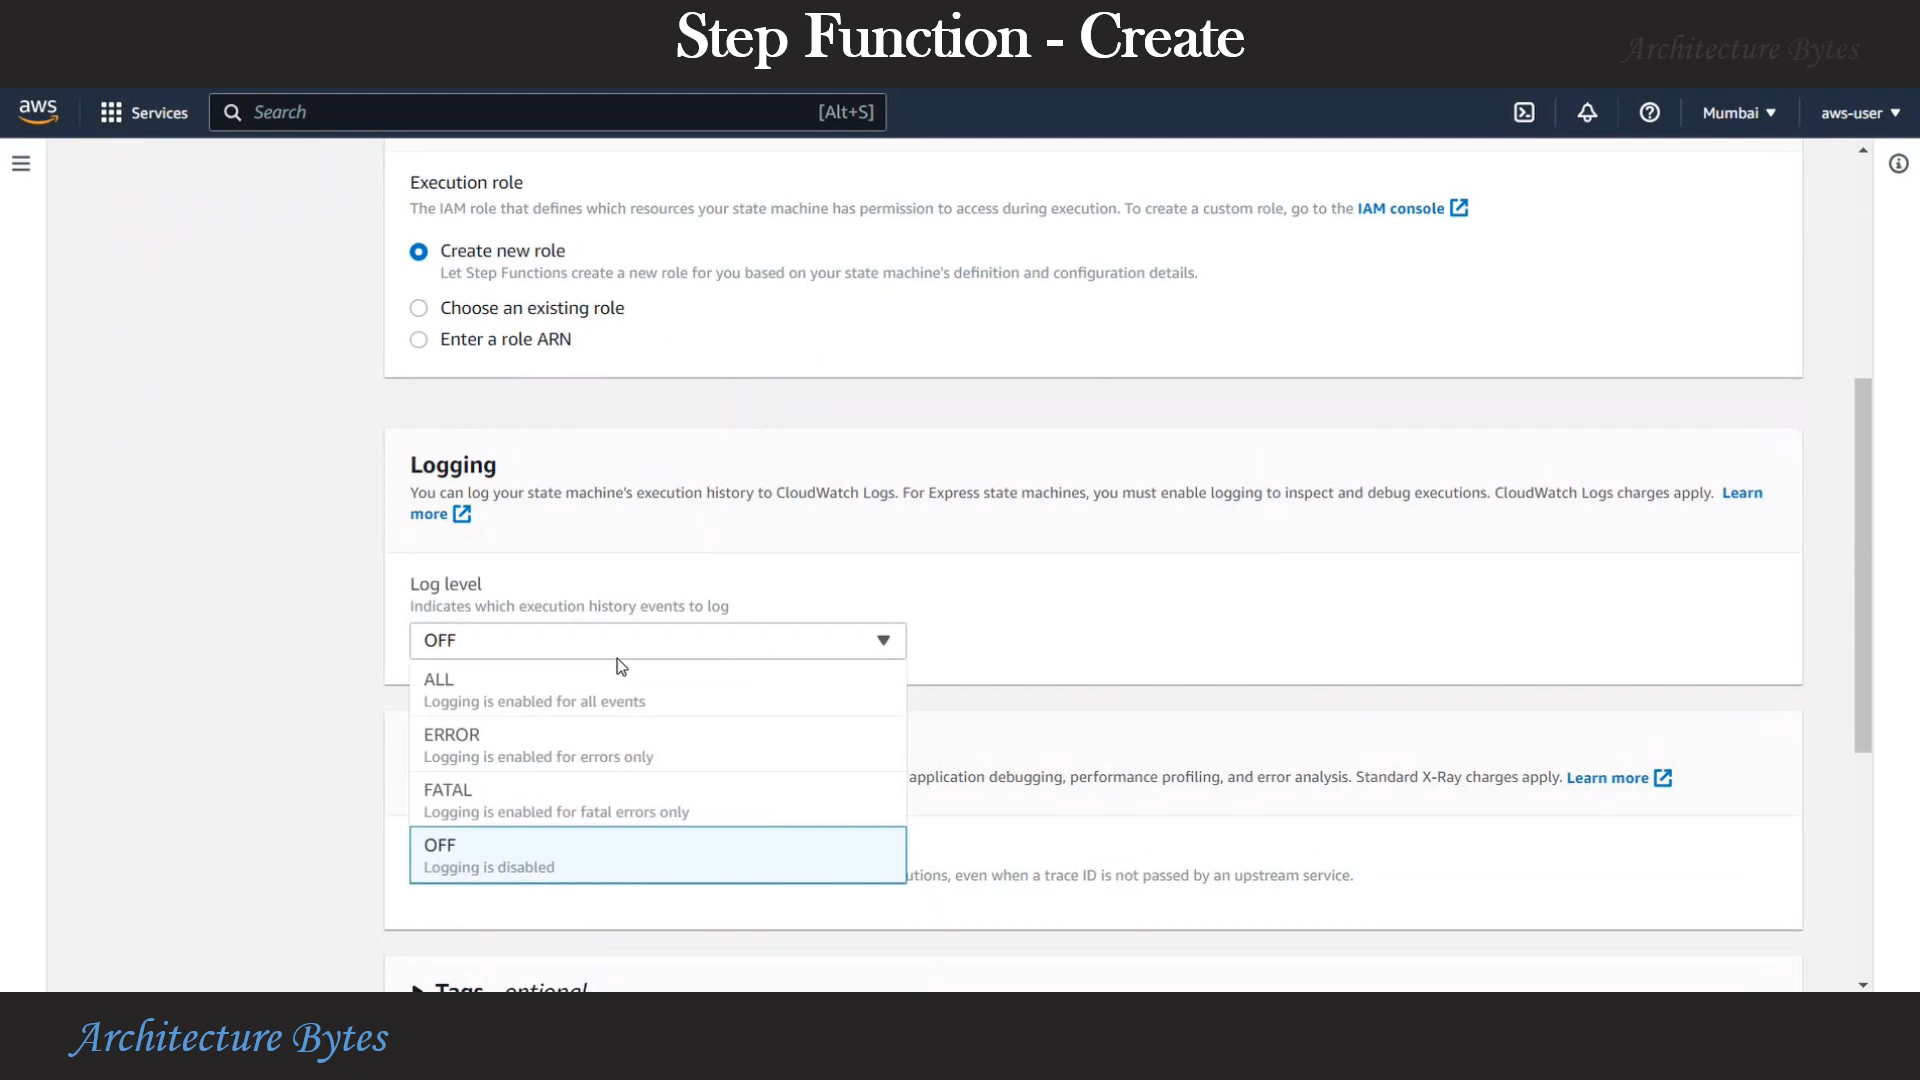 Step Function - Create
Architecture Bytes
aws
Services
Search
[Alt+S]
Mumbai ▼
aws-user ▼
Execution role
The IAM role that defines which resources your state machine has permission to access during execution. To create a custom role, go to the IAM console
Create new role
Let Step Functions create a new role for you based on your state machine's definition and configuration details.
Choose an existing role
Enter a role ARN
Logging
You can log your state machine's execution history to CloudWatch Logs. For Express state machines, you must enable logging to inspect and debug executions. CloudWatch Logs charges apply. Learn
more
Log level
Indicates which execution history events to log
OFF
ALL
Logging is enabled for all events
ERROR
Logging is enabled for errors only
FATAL
Logging is enabled for fatal errors only
application debugging, performance profiling, and error analysis. Standard X-Ray charges apply. Learn more
OFF
Logging is disabled
utions, even when a trace ID is not passed by an upstream service.
Tags - optional
Architecture Bytes